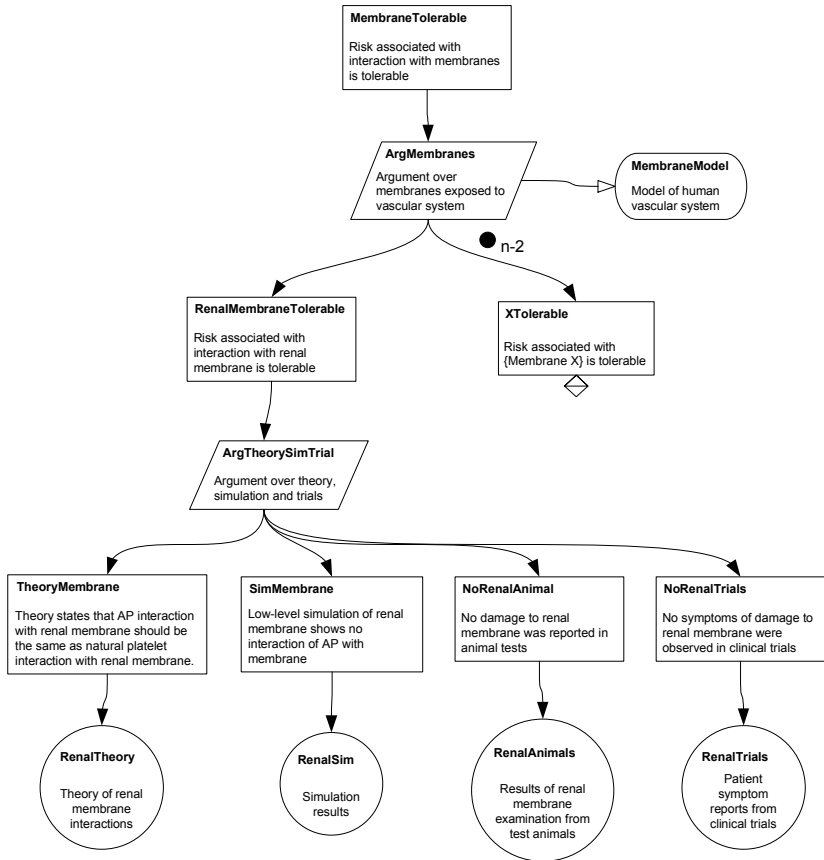 MembraneTolerable
Risk associated with
interaction with membranes
is tolerable
ArgMembranes
Argument over
membranes exposed to
vascular system
MembraneModel
Model of human
vascular system
n-2
RenalMembraneTolerable
Risk associated with
interaction with renal
membrane is tolerable
XTolerable
Risk associated with
{Membrane X} is tolerable
ArgTheorySimTrial
Argument over theory,
simulation and trials
TheoryMembrane
Theory states that AP interaction
with renal membrane should be
the same as natural platelet
interaction with renal membrane.
SimMembrane
Low-level simulation of renal
membrane shows no
interaction of AP with
membrane
NoRenalAnimal
No damage to renal
membrane was reported in
animal tests
NoRenalTrials
No symptoms of damage to
renal membrane were
observed in clinical trials
RenalTheory
Theory of renal
membrane
interactions
RenalSim
Simulation
results
RenalAnimals
Results of renal
membrane
examination from
test animals
RenalTrials
Patient
symptom
reports from
clinical trials